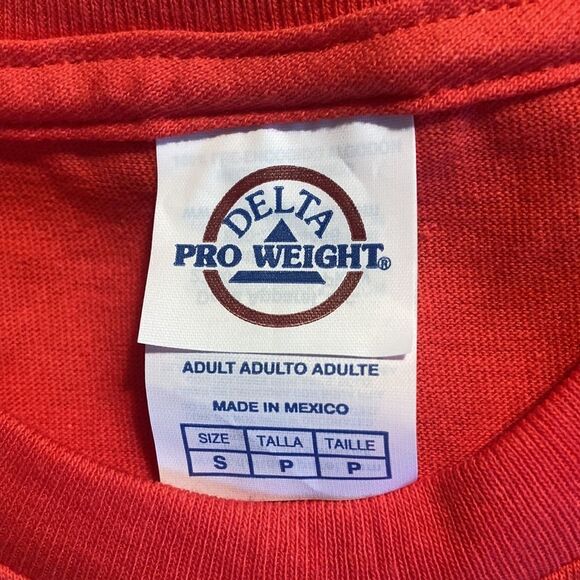 DELTA
PRO WEIGHT®
ADULT ADULTO ADULTE
MADE IN MEXICO
SIZE TALLA TAILLE
S P P